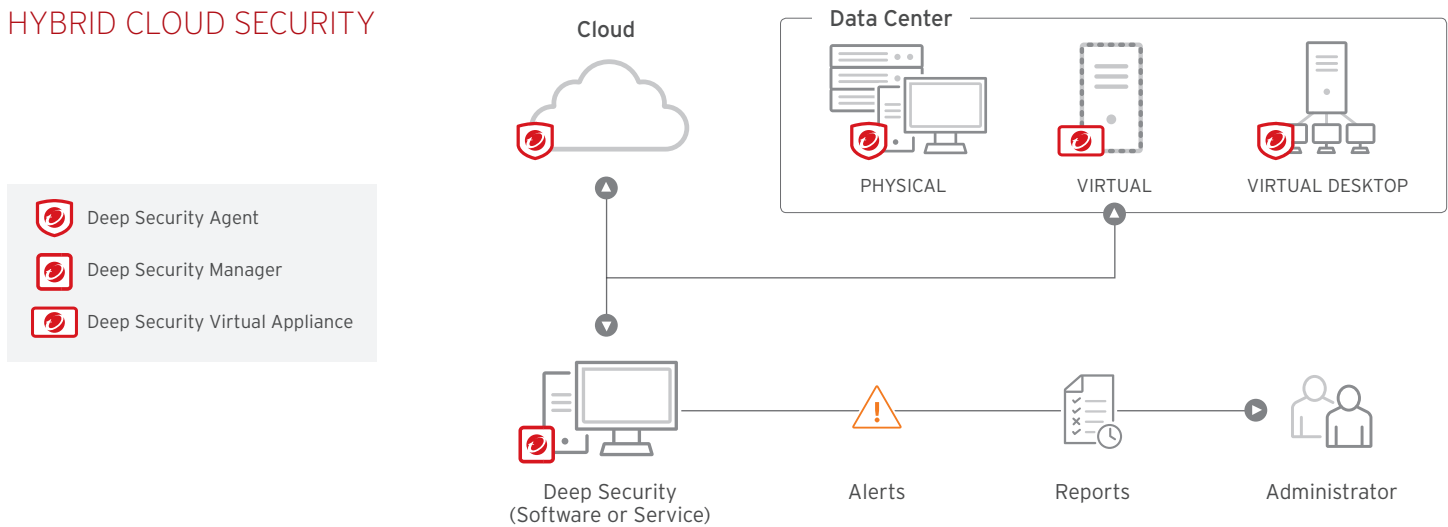 HYBRID CLOUD SECURITY
Cloud
Data Center
PHYSICAL
VIRTUAL
VIRTUAL DESKTOP
Deep Security Agent
Deep Security Manager
Deep Security Virtual Appliance
Deep Security
(Software or Service)
Alerts
Reports
Administrator